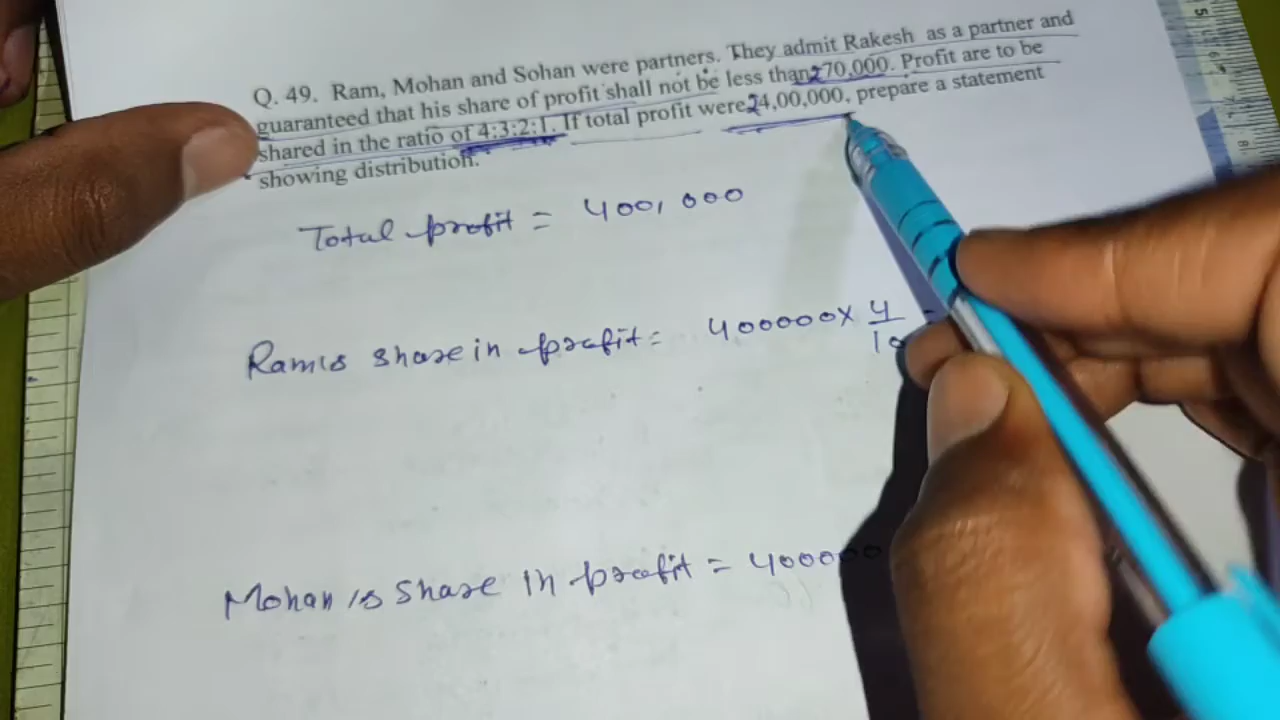 Q. 49. Ram, Mohan and Sohan were partners. They admit Rakesh as a partner and
guaranteed that his share of profit shall not be less than ₹70,000. Profit are to be
shared in the ratio of 4:3:2:1. If total profit were ₹4,00,000, prepare a statement
showing distribution.
Total profit = 400,000
Ram's share in profit = 400000 × 4/10
Mohan's share in profit = 400000